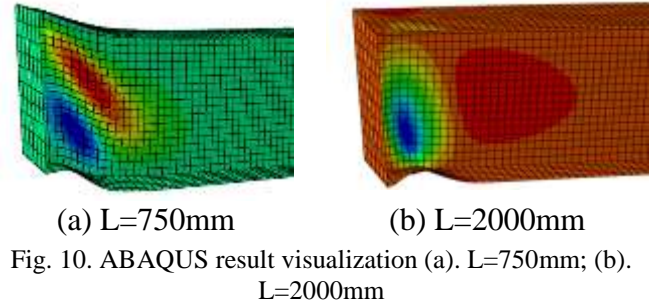 (a) L=750mm
(b) L=2000mm
Fig. 10. ABAQUS result visualization (a). L=750mm; (b).
L=2000mm